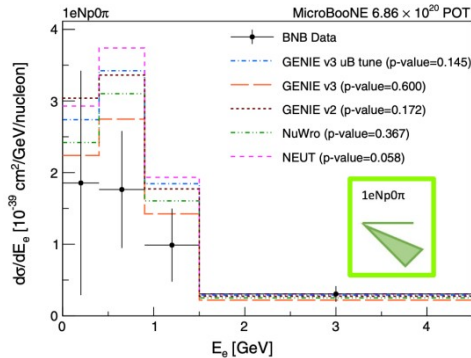 1eNp0π MicroBooNE 6.86 × 10²⁰ POT
BNB Data
GENIE v3 uB tune (p-value=0.145)
GENIE v3 (p-value=0.600)
GENIE v2 (p-value=0.172)
NuWro (p-value=0.367)
NEUT (p-value=0.058)
1eNp0π
dσ/dEₑ [10⁻³⁹ cm²/GeV/nucleon]
4
3
2
1
0
0 1 2 3 4
Eₑ [GeV]